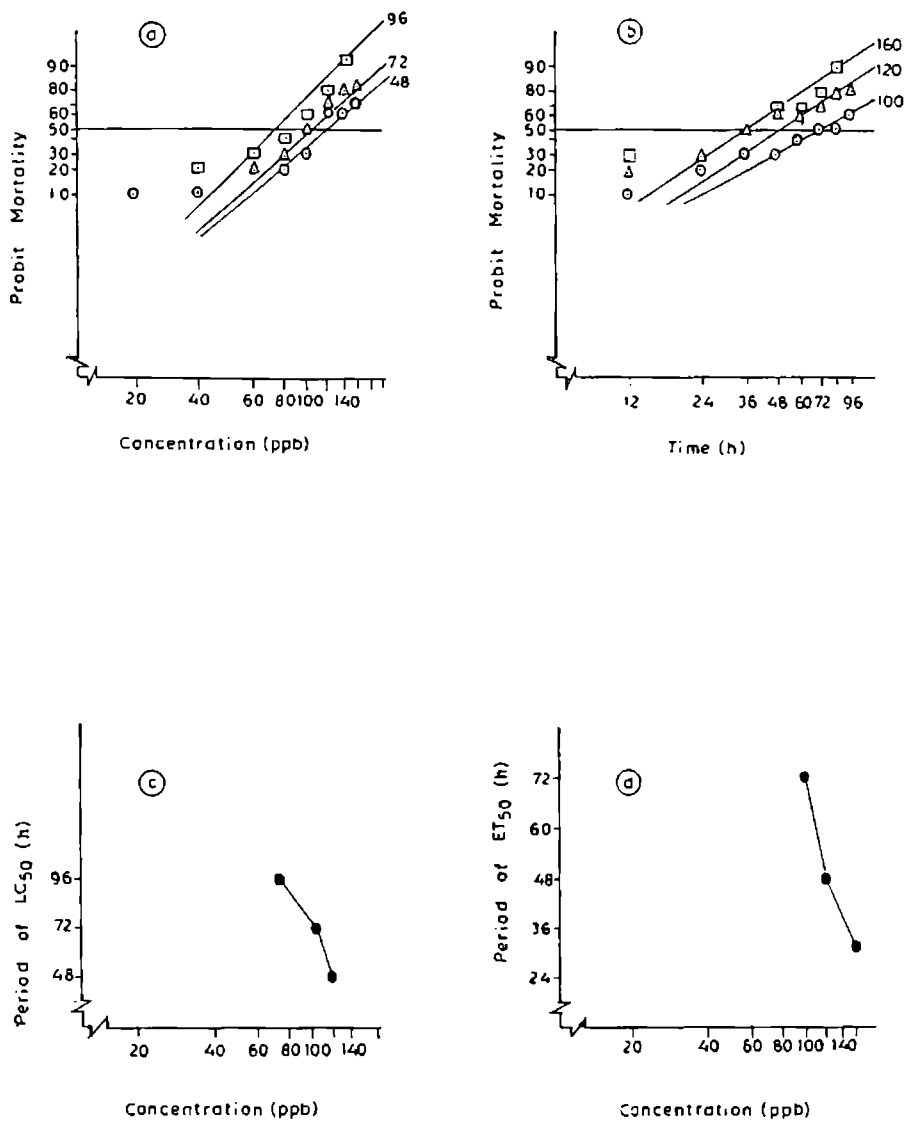 a
96
72
48
90
80
60
50
30
20
10
Probit Mortality
20 40 60 80 100 140
Concentration (ppb)
b
160
120
100
90
80
60
50
30
20
10
Probit Mortality
12 24 36 48 60 72 96
Time (h)
c
96
72
48
Period of LC50 (h)
20 40 60 80 100 140
Concentration (ppb)
d
72
60
48
36
24
Period of ET50 (h)
20 40 60 80 100 140
Concentration (ppb)